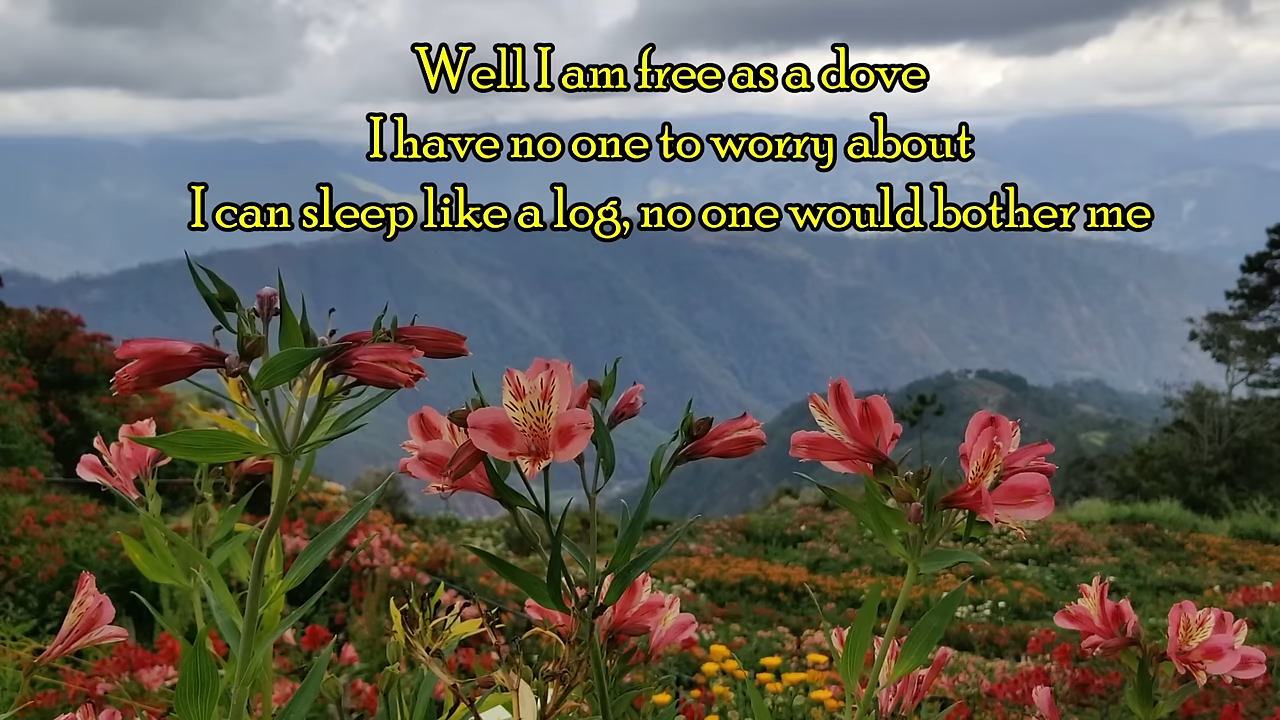 Well I am free as a dove
I have no one to worry about
I can sleep like a log, no one would bother me